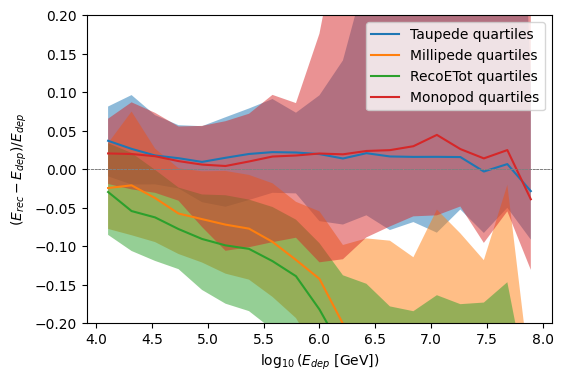 0.20
0.15
0.10
0.05
0.00
−0.05
−0.10
−0.15
−0.20
(E_rec − E_dep)/E_dep
Taupede quartiles
Millipede quartiles
RecoETot quartiles
Monopod quartiles
4.0 4.5 5.0 5.5 6.0 6.5 7.0 7.5 8.0
log₁₀ (E_dep [GeV])